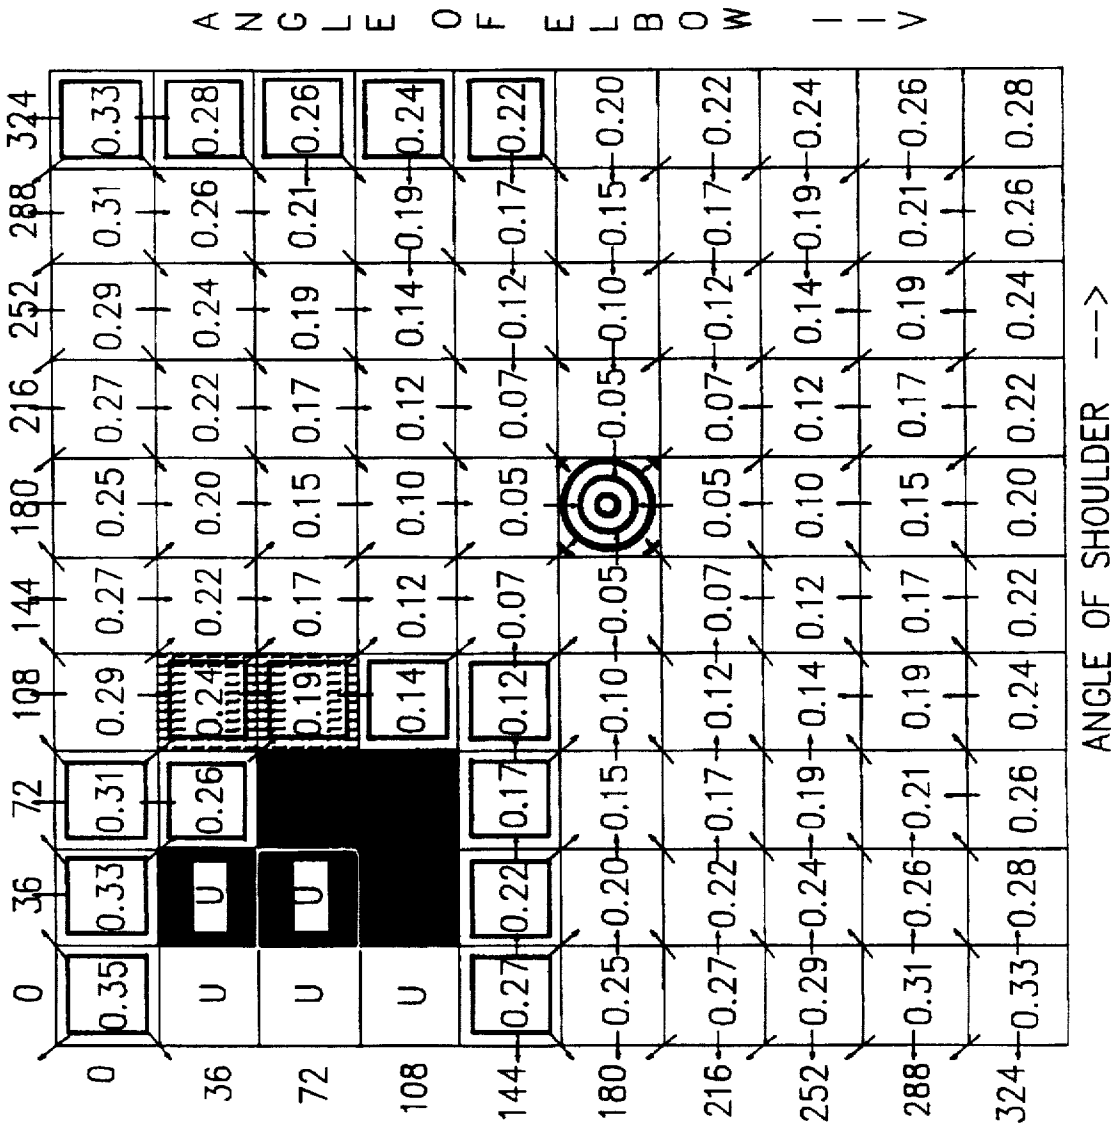 0 36 72 108 144 180 216 252 288 324
0 0.35 0.33 0.31 0.29 0.27 0.25 0.27 0.29 0.31 0.33
36 U U 0.26 0.24 0.22 0.20 0.22 0.24 0.26 0.28
72 U U 0.19 0.17 0.15 0.17 0.19 0.21 0.26
108 U 0.14 0.12 0.10 0.12 0.14 0.19 0.24
144 0.27 0.22 0.17 0.12 0.07 0.05 0.07 0.12 0.17 0.22
180 0.25 0.20 0.15 0.10 0.05 0.05 0.10 0.15 0.20
216 0.27 0.22 0.17 0.12 0.07 0.05 0.07 0.12 0.17 0.22
252 0.29 0.24 0.19 0.14 0.12 0.10 0.12 0.14 0.19 0.24
288 0.31 0.26 0.21 0.19 0.17 0.15 0.17 0.19 0.21 0.26
324 0.33 0.28 0.26 0.24 0.22 0.20 0.22 0.24 0.26 0.28
ANGLE OF SHOULDER -->
ANGLE OF ELBOW | | V